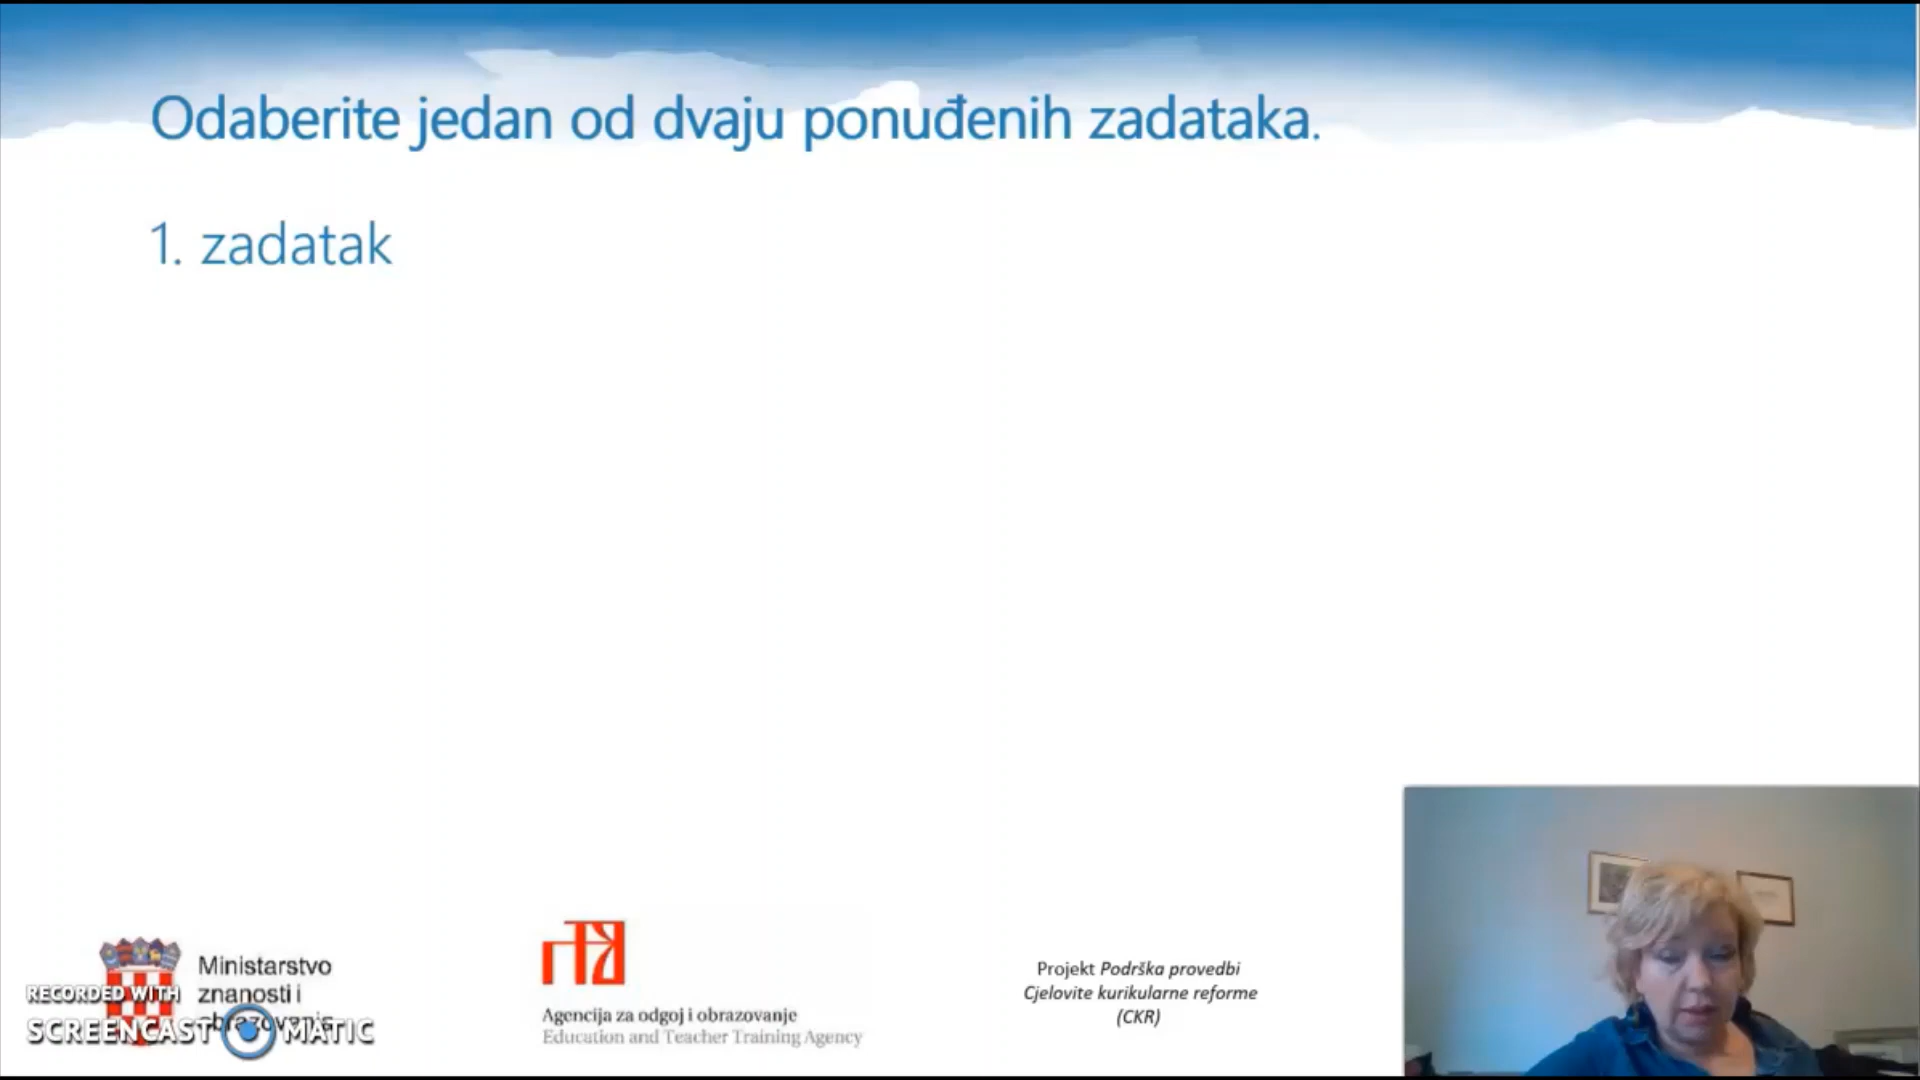 Odaberite jedan od dvaju ponuđenih zadataka.
1. zadatak
Ministarstvo
znanosti i
obrazovanja
RECORDED WITH
SCREENCAST MATIC
Agencija za odgoj i obrazovanje
Education and Teacher Training Agency
Projekt Podrška provedbi
Cjelovite kurikularne reforme
(CKR)